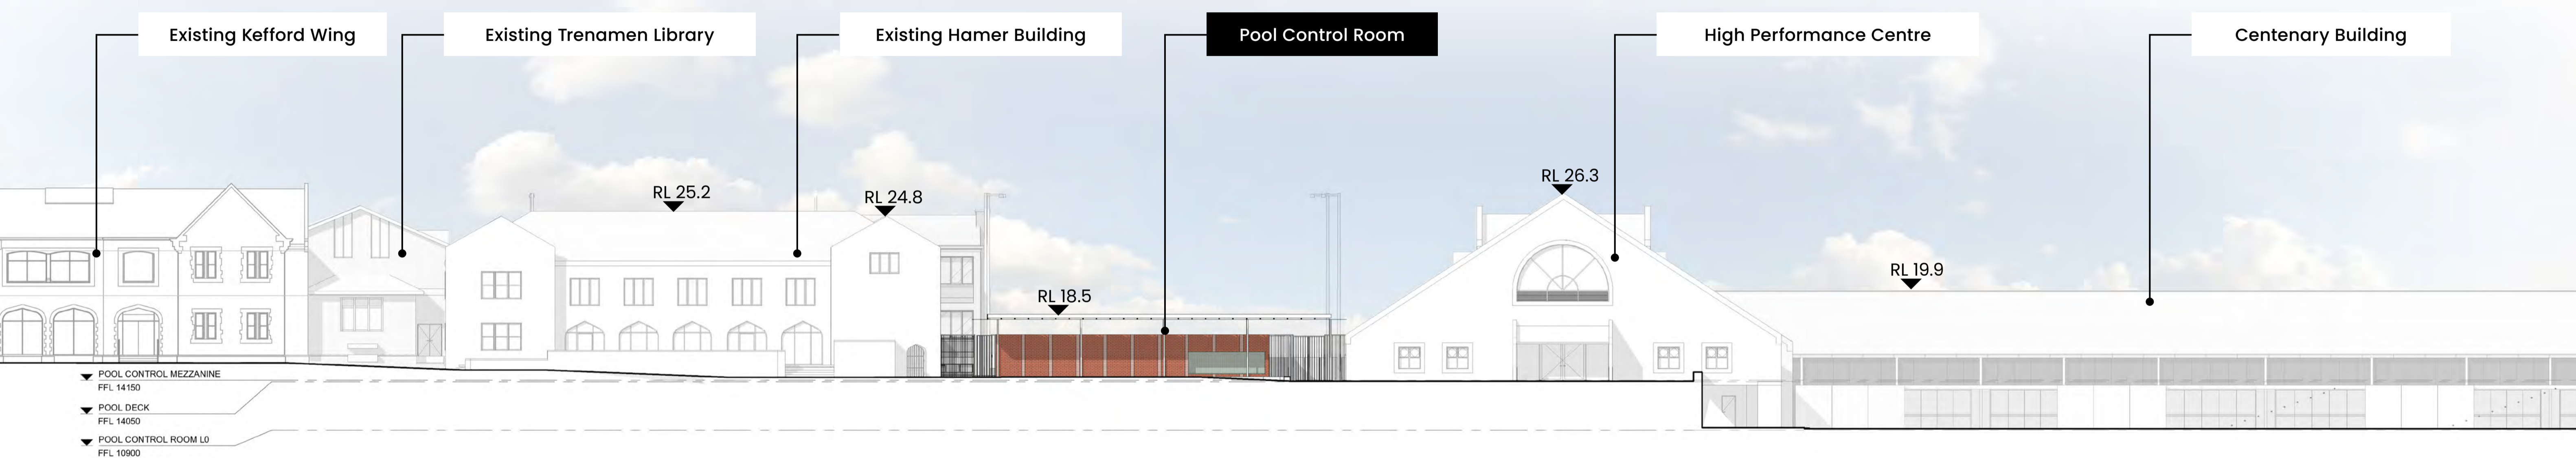 Existing Kefford Wing
Existing Trenamen Library
Existing Hamer Building
Pool Control Room
High Performance Centre
Centenary Building
RL 25.2
RL 24.8
RL 18.5
RL 26.3
RL 19.9
POOL CONTROL MEZZANINE
FFL 14150
POOL DECK
FFL 14050
POOL CONTROL ROOM L0
FFL 10900